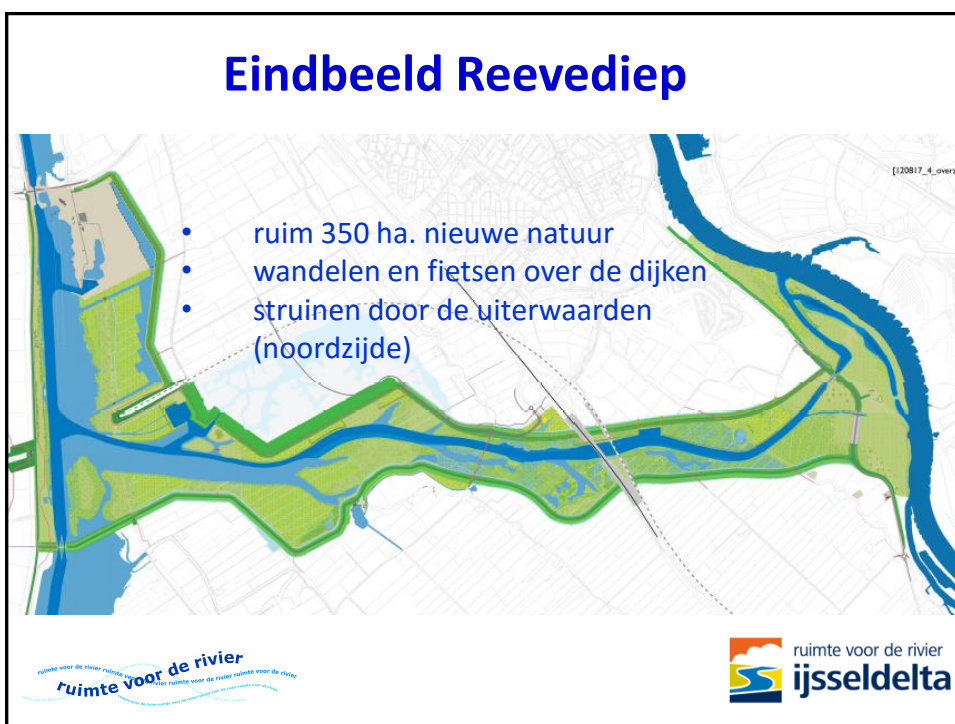 Eindbeeld Reevediep
[120817_4_overz
• ruim 350 ha. nieuwe natuur
• wandelen en fietsen over de dijken
• struinen door de uiterwaarden
(noordzijde)
ruimte voor de rivier
ruimte voor de rivier
ijsseldelta